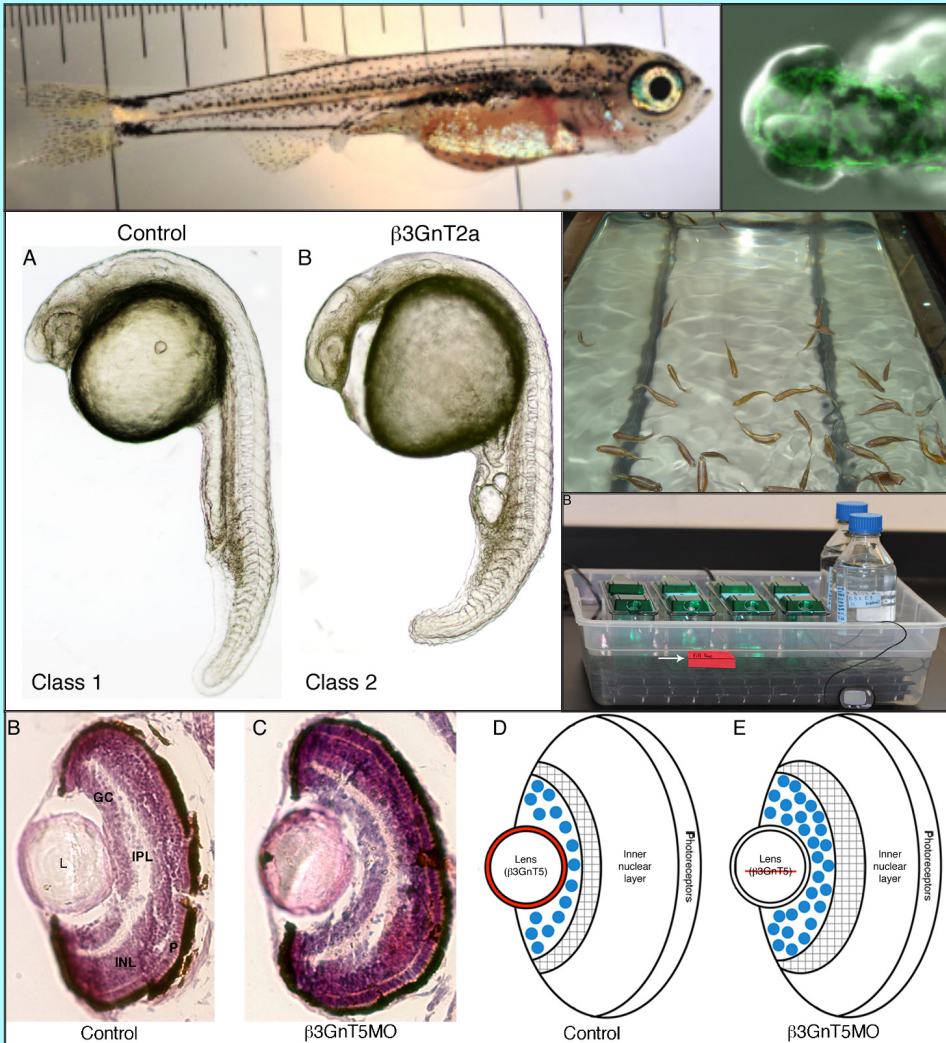 Control
β3GnT2a
A
B
Class 1
Class 2
B
B
C
D
E
GC
L
IPL
P
INL
Lens
(β3GnT5)
Inner
nuclear
layer
Photoreceptors
Lens
(β3GnT5)
Inner
nuclear
layer
Photoreceptors
Control
β3GnT5MO
Control
β3GnT5MO